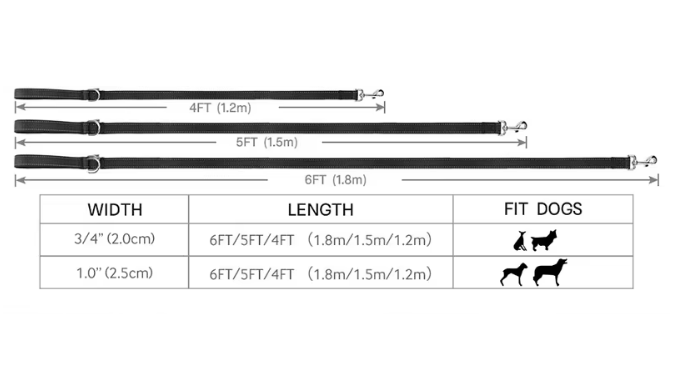 4FT (1.2m)
5FT (1.5m)
6FT (1.8m)
WIDTH LENGTH FIT DOGS
3/4” (2.0cm) 6FT/5FT/4FT （1.8m/1.5m/1.2m）
1.0” (2.5cm) 6FT/5FT/4FT （1.8m/1.5m/1.2m）